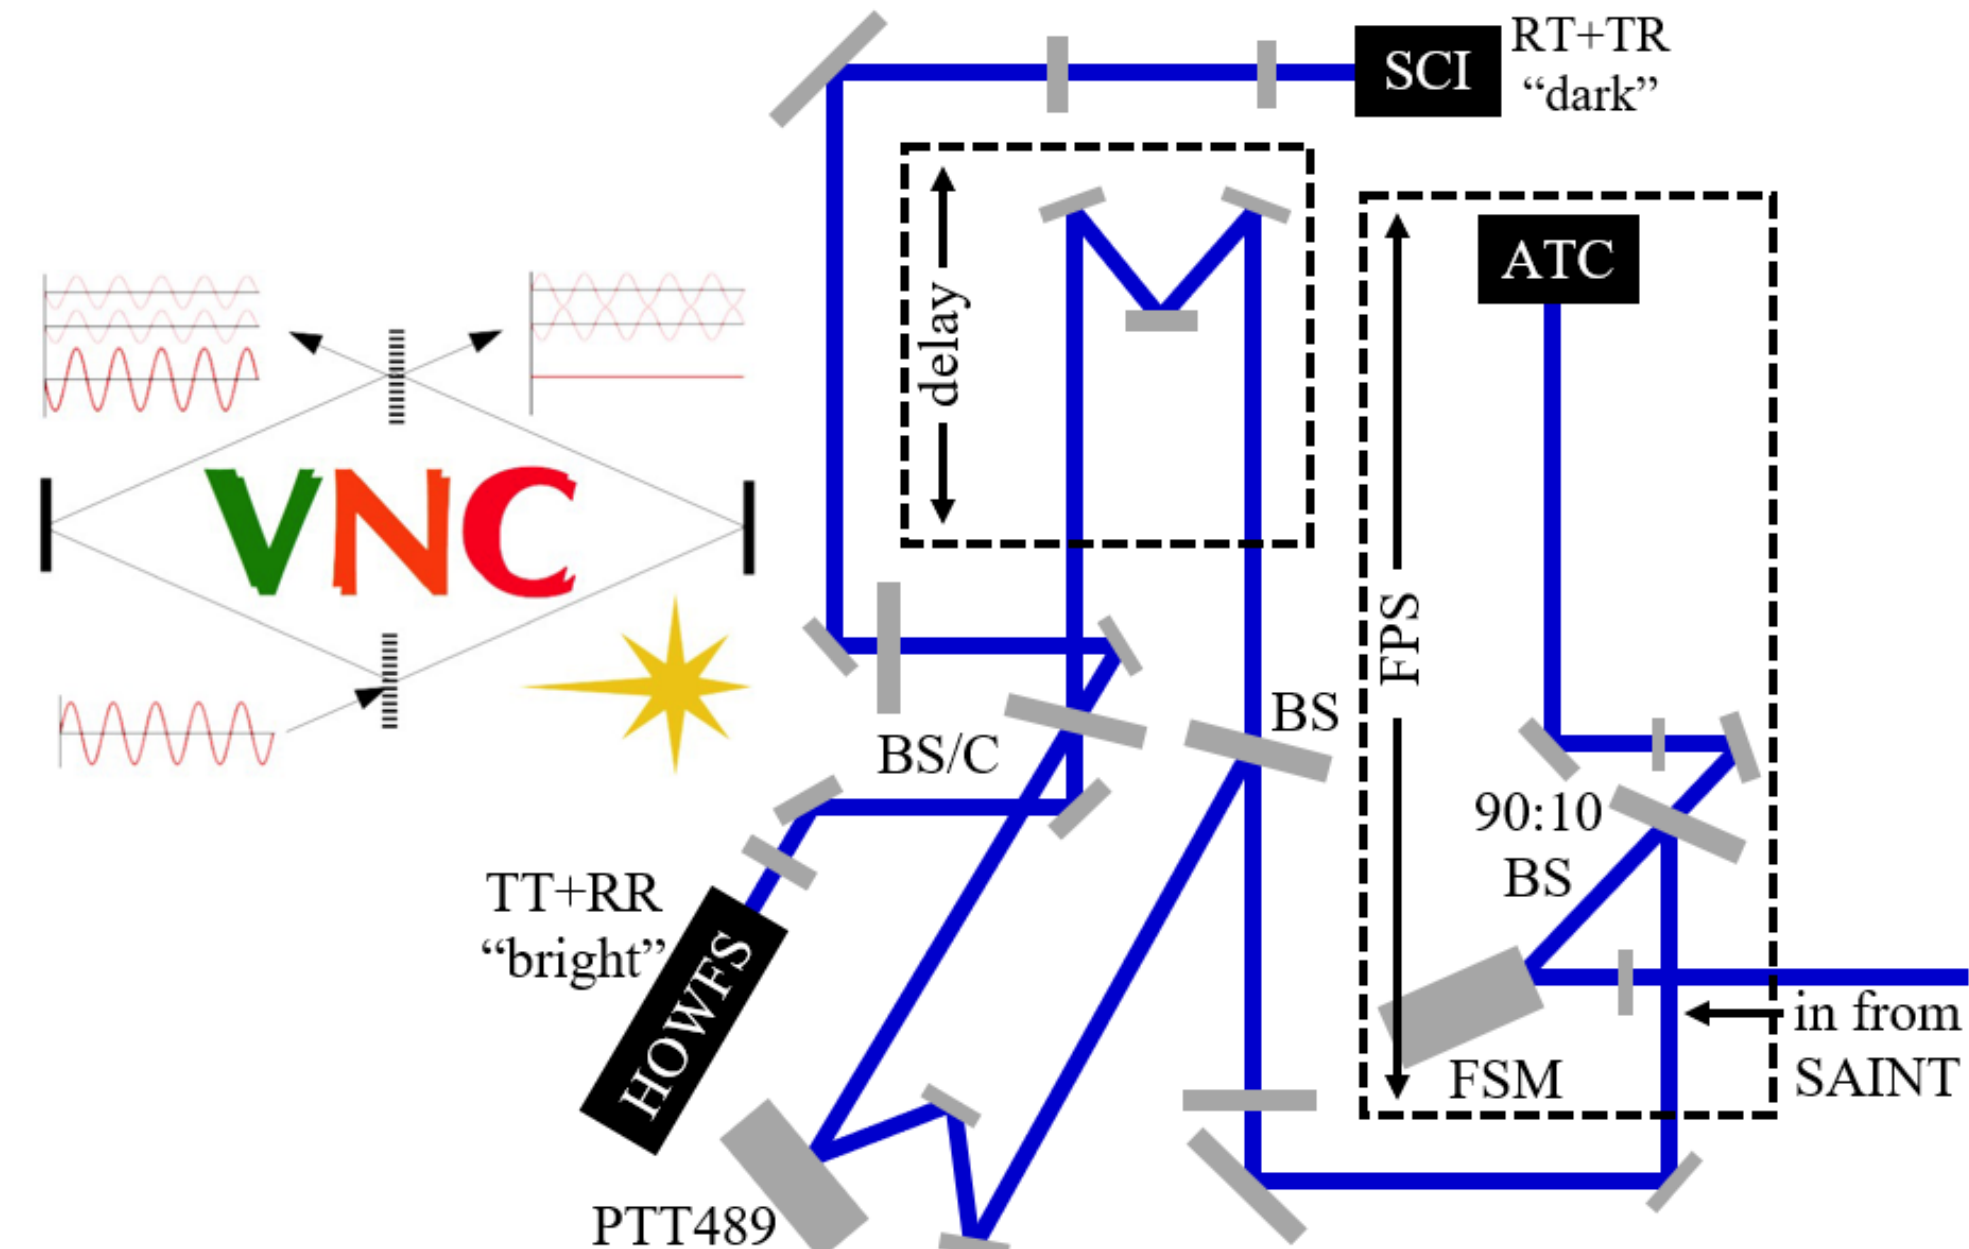 SCI
RT+TR
“dark”
delay
ATC
FPS
VNC
BS
BS/C
90:10
BS
TT+RR
“bright”
HOWFS
in from
SAINT
FSM
PTT489